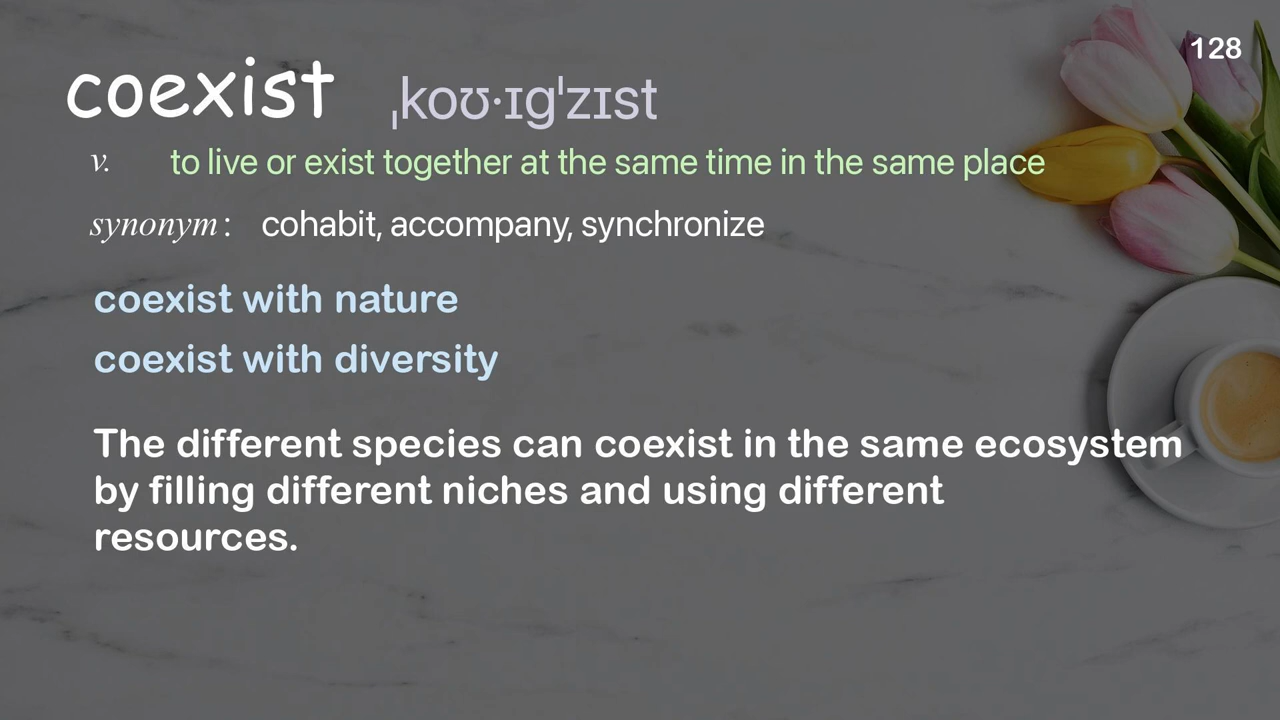 128
coexist ˌkoʊ·ɪgˈzɪst
v. to live or exist together at the same time in the same place
synonym: cohabit, accompany, synchronize
coexist with nature
coexist with diversity
The different species can coexist in the same ecosystem
by filling different niches and using different
resources.